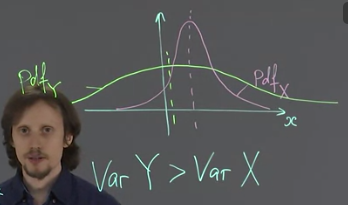 Pdf_Y
Pdf_X
x
Var Y > Var X